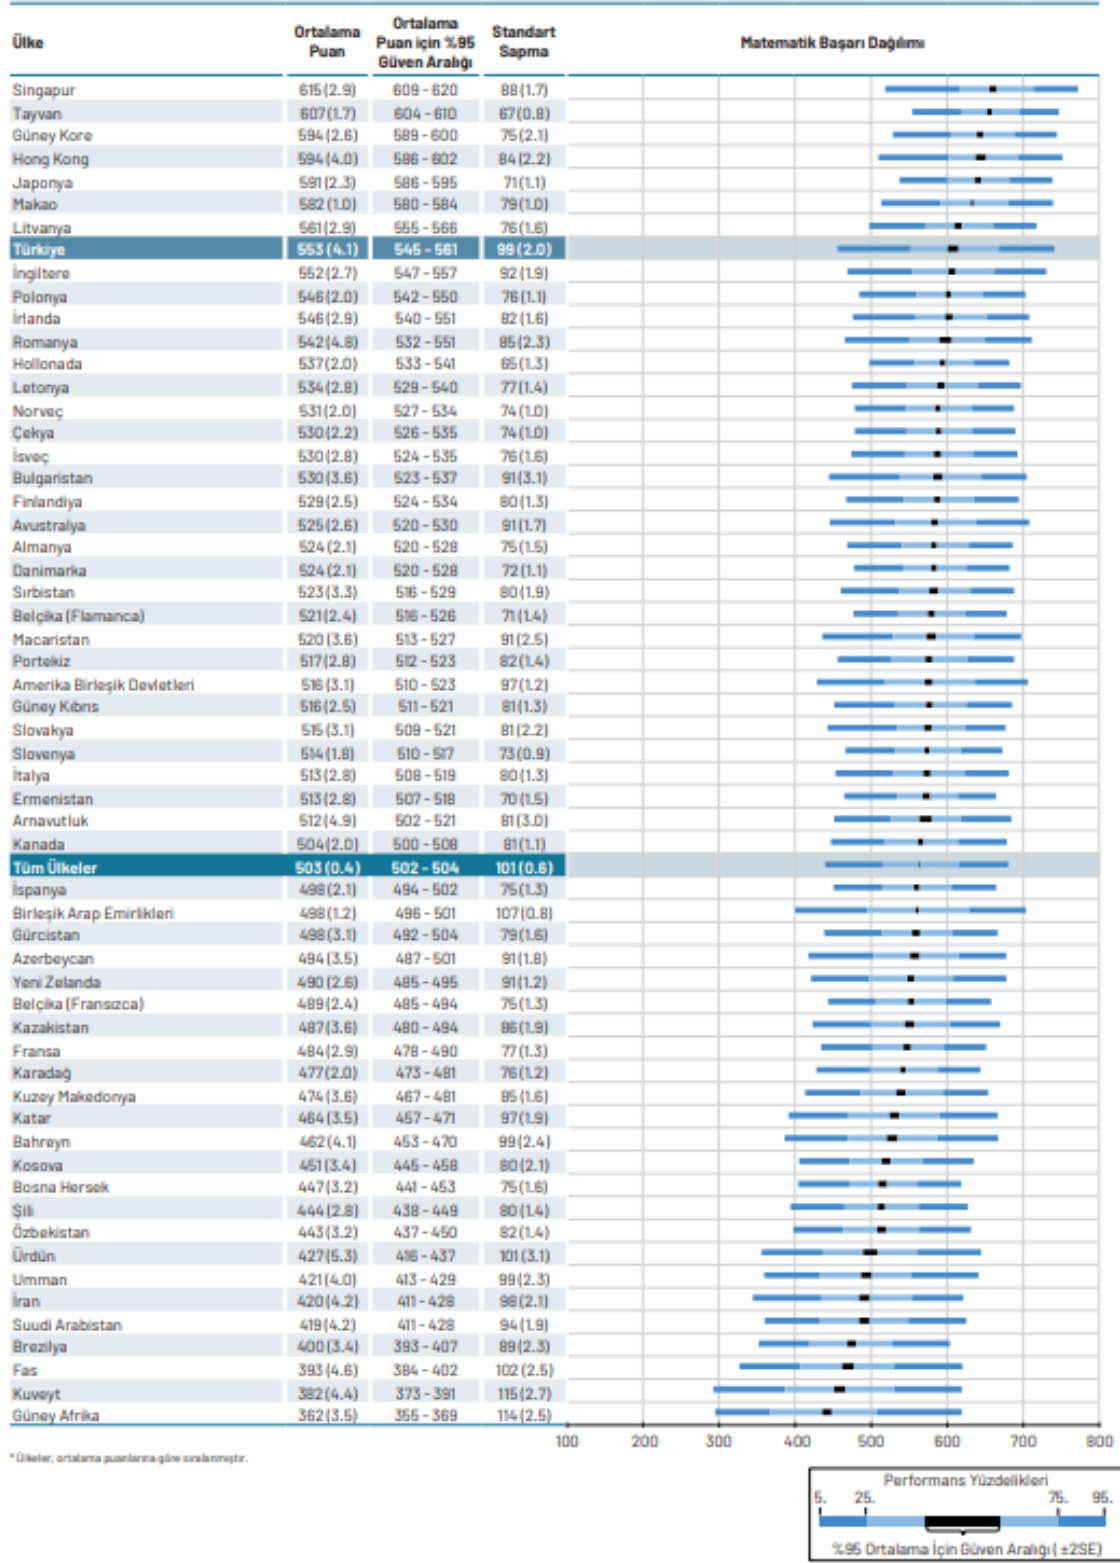 Ülke Ortalama Puan Ortalama Puan için %95 Güven Aralığı Standart Sapma Matematik Başarı Dağılımı
Singapur 615 (2.9) 609 - 620 88 (1.7)
Tayvan 607 (1.7) 604 - 610 67 (0.8)
Güney Kore 594 (2.6) 589 - 600 75 (2.1)
Hong Kong 594 (4.0) 586 - 602 84 (2.2)
Japonya 591 (2.3) 586 - 595 71 (1.1)
Makao 582 (1.0) 580 - 584 79 (1.0)
Litvanya 561 (2.9) 555 - 566 76 (1.6)
Türkiye 553 (4.1) 545 - 561 99 (2.0)
İngiltere 552 (2.7) 547 - 557 92 (1.9)
Polonya 546 (2.0) 542 - 550 76 (1.1)
İrlanda 546 (2.9) 540 - 551 82 (1.6)
Romanya 542 (4.8) 532 - 551 85 (2.3)
Hollonada 537 (2.0) 533 - 541 65 (1.3)
Letonya 534 (2.8) 529 - 540 77 (1.4)
Norveç 531 (2.0) 527 - 534 74 (1.0)
Çekya 530 (2.2) 526 - 535 74 (1.0)
İsveç 530 (2.8) 524 - 535 76 (1.6)
Bulgaristan 530 (3.6) 523 - 537 91 (3.1)
Finlandiya 529 (2.5) 524 - 534 80 (1.3)
Avustralya 525 (2.6) 520 - 530 91 (1.7)
Almanya 524 (2.1) 520 - 528 75 (1.5)
Danimarka 524 (2.1) 520 - 528 72 (1.1)
Sırbistan 523 (3.3) 516 - 529 80 (1.9)
Belçika (Flamanca) 521 (2.4) 516 - 526 71 (1.4)
Macaristan 520 (3.6) 513 - 527 91 (2.5)
Portekiz 517 (2.8) 512 - 523 82 (1.4)
Amerika Birleşik Devletleri 516 (3.1) 510 - 523 97 (1.2)
Güney Kıbrıs 516 (2.5) 511 - 521 81 (1.3)
Slovakya 515 (3.1) 509 - 521 81 (2.2)
Slovenya 514 (1.8) 510 - 517 73 (0.9)
İtalya 513 (2.8) 508 - 519 80 (1.3)
Ermenistan 513 (2.8) 507 - 518 70 (1.5)
Arnavutluk 512 (4.9) 502 - 521 81 (3.0)
Kanada 504 (2.0) 500 - 508 81 (1.1)
Tüm Ülkeler 503 (0.4) 502 - 504 101 (0.6)
İspanya 498 (2.1) 494 - 502 75 (1.3)
Birleşik Arap Emirlikleri 498 (1.2) 496 - 501 107 (0.8)
Gürcistan 498 (3.1) 492 - 504 79 (1.6)
Azerbeycan 494 (3.5) 487 - 501 91 (1.8)
Yeni Zelanda 490 (2.6) 485 - 495 91 (1.2)
Belçika (Fransızca) 489 (2.4) 485 - 494 75 (1.3)
Kazakistan 487 (3.6) 480 - 494 86 (1.9)
Fransa 484 (2.9) 478 - 490 77 (1.3)
Karadağ 477 (2.0) 473 - 481 76 (1.2)
Kuzey Makedonya 474 (3.6) 467 - 481 85 (1.6)
Katar 464 (3.5) 457 - 471 97 (1.9)
Bahreyn 462 (4.1) 453 - 470 99 (2.4)
Kosova 451 (3.4) 445 - 458 80 (2.1)
Bosna Hersek 447 (3.2) 441 - 453 75 (1.6)
Şili 444 (2.8) 438 - 449 80 (1.4)
Özbekistan 443 (3.2) 437 - 450 82 (1.4)
Ürdün 427 (5.3) 416 - 437 101 (3.1)
Umman 421 (4.0) 413 - 429 99 (2.3)
İran 420 (4.2) 411 - 428 98 (2.1)
Suudi Arabistan 419 (4.2) 411 - 428 94 (1.9)
Brezilya 400 (3.4) 393 - 407 89 (2.3)
Fas 393 (4.6) 384 - 402 102 (2.5)
Kuveyt 382 (4.4) 373 - 391 115 (2.7)
Güney Afrika 362 (3.5) 355 - 369 114 (2.5)
100 200 300 400 500 600 700 800
* Ülkeler, ortalama puanlarına göre sıralanmıştır.
Performans Yüzdelikleri
5. 25. 75. 95.
%95 Ortalama İçin Güven Aralığı ( ±2SE)